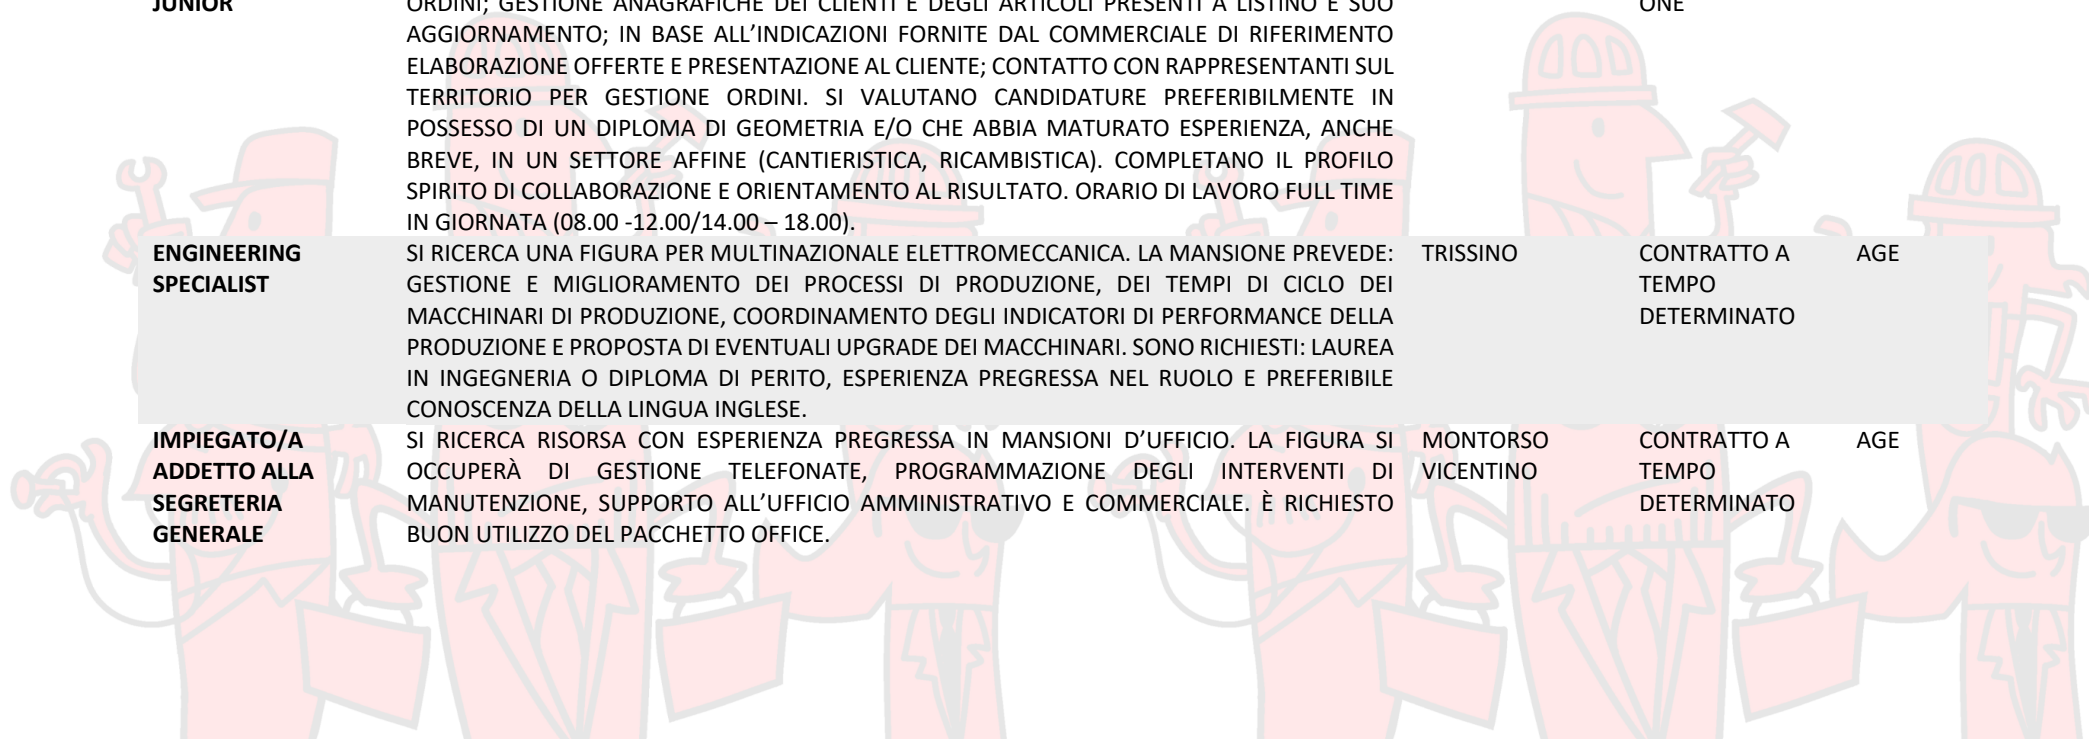 JUNIOR ORDINI; GESTIONE ANAGRAFICHE DEI CLIENTI E DEGLI ARTICOLI PRESENTI A LISTINO E SUO ONE
AGGIORNAMENTO; IN BASE ALL’INDICAZIONI FORNITE DAL COMMERCIALE DI RIFERIMENTO
ELABORAZIONE OFFERTE E PRESENTAZIONE AL CLIENTE; CONTATTO CON RAPPRESENTANTI SUL
TERRITORIO PER GESTIONE ORDINI. SI VALUTANO CANDIDATURE PREFERIBILMENTE IN
POSSESSO DI UN DIPLOMA DI GEOMETRIA E/O CHE ABBIA MATURATO ESPERIENZA, ANCHE
BREVE, IN UN SETTORE AFFINE (CANTIERISTICA, RICAMBISTICA). COMPLETANO IL PROFILO
SPIRITO DI COLLABORAZIONE E ORIENTAMENTO AL RISULTATO. ORARIO DI LAVORO FULL TIME
IN GIORNATA (08.00 -12.00/14.00 – 18.00).
ENGINEERING SI RICERCA UNA FIGURA PER MULTINAZIONALE ELETTROMECCANICA. LA MANSIONE PREVEDE: TRISSINO CONTRATTO A AGE
SPECIALIST GESTIONE E MIGLIORAMENTO DEI PROCESSI DI PRODUZIONE, DEI TEMPI DI CICLO DEI TEMPO
MACCHINARI DI PRODUZIONE, COORDINAMENTO DEGLI INDICATORI DI PERFORMANCE DELLA DETERMINATO
PRODUZIONE E PROPOSTA DI EVENTUALI UPGRADE DEI MACCHINARI. SONO RICHIESTI: LAUREA
IN INGEGNERIA O DIPLOMA DI PERITO, ESPERIENZA PREGRESSA NEL RUOLO E PREFERIBILE
CONOSCENZA DELLA LINGUA INGLESE.
IMPIEGATO/A SI RICERCA RISORSA CON ESPERIENZA PREGRESSA IN MANSIONI D’UFFICIO. LA FIGURA SI MONTORSO CONTRATTO A AGE
ADDETTO ALLA OCCUPERÀ DI GESTIONE TELEFONATE, PROGRAMMAZIONE DEGLI INTERVENTI DI VICENTINO TEMPO
SEGRETERIA MANUTENZIONE, SUPPORTO ALL’UFFICIO AMMINISTRATIVO E COMMERCIALE. È RICHIESTO DETERMINATO
GENERALE BUON UTILIZZO DEL PACCHETTO OFFICE.